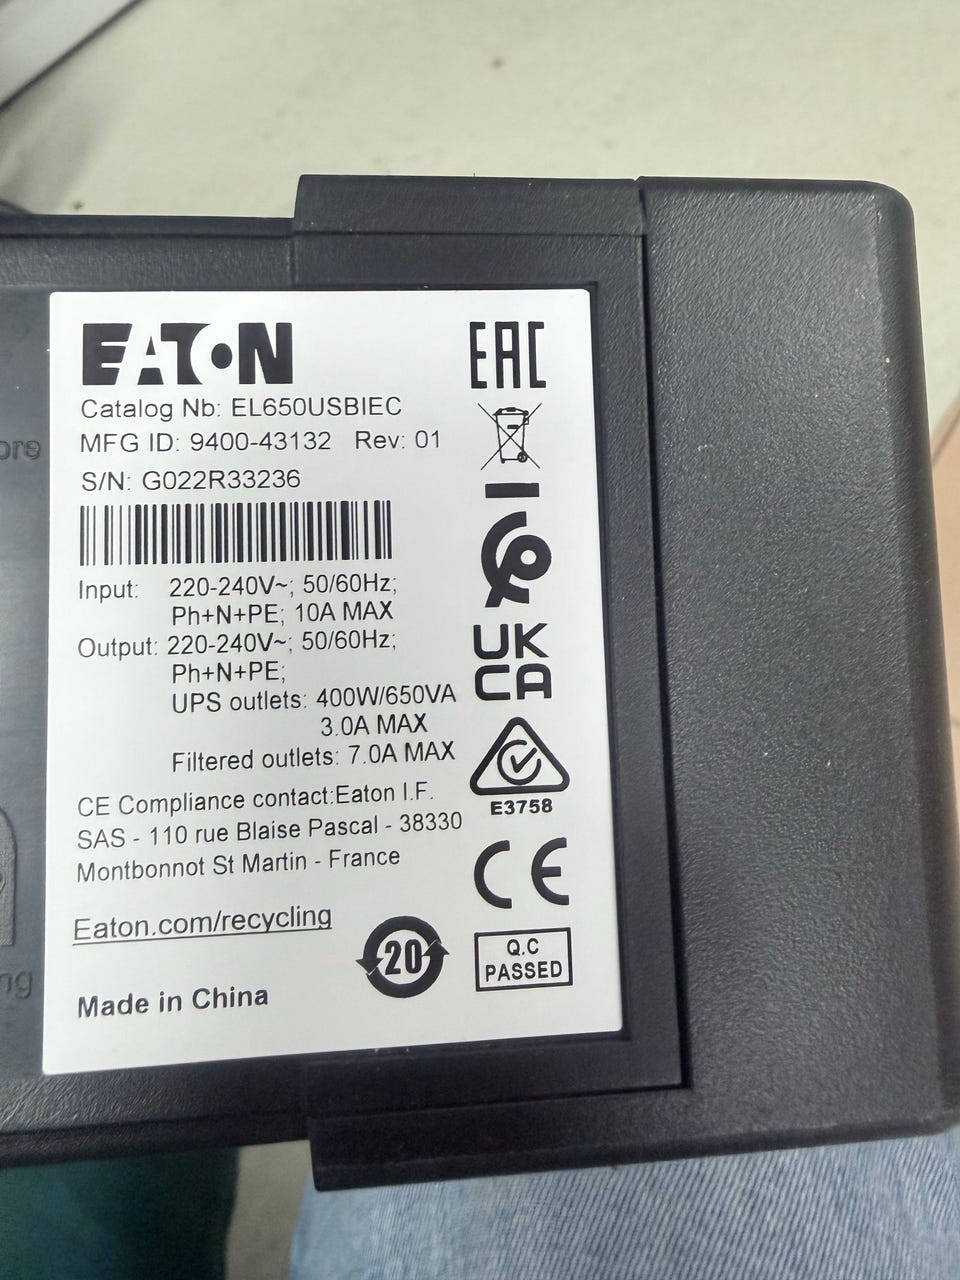 EATON
Catalog Nb: EL650USBIEC
MFG ID: 9400-43132 Rev: 01
S/N: G022R33236
Input: 220-240V~; 50/60Hz;
Ph+N+PE; 10A MAX
Output: 220-240V~; 50/60Hz;
Ph+N+PE;
UPS outlets: 400W/650VA
3.0A MAX
Filtered outlets: 7.0A MAX
CE Compliance contact:Eaton I.F.
SAS - 110 rue Blaise Pascal - 38330
Montbonnot St Martin - France
Eaton.com/recycling
Made in China
20
EAC
UK
CA
E3758
CE
Q.C
PASSED